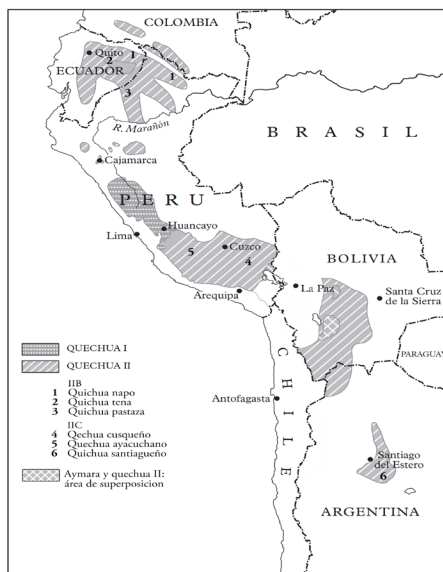 COLOMBIA
Quito
1
2
ECUADOR
1
3
R. Marañón
BRASIL
Cajamarca
PERU
Huancayo
Lima
Cuzco
5
4
BOLIVIA
La Paz
Santa Cruz
de la Sierra
Arequipa
PARAGUAY
CHILE
Antofagasta
Santiago
del Estero
6
ARGENTINA
QUECHUA I
QUECHUA II
IIB
1 Quichua napo
2 Quichua tena
3 Quichua pastaza
IIC
4 Qechua cusqueño
5 Quechua ayacuchano
6 Quichua santiagueño
Aymara y quechua II:
área de superposicion